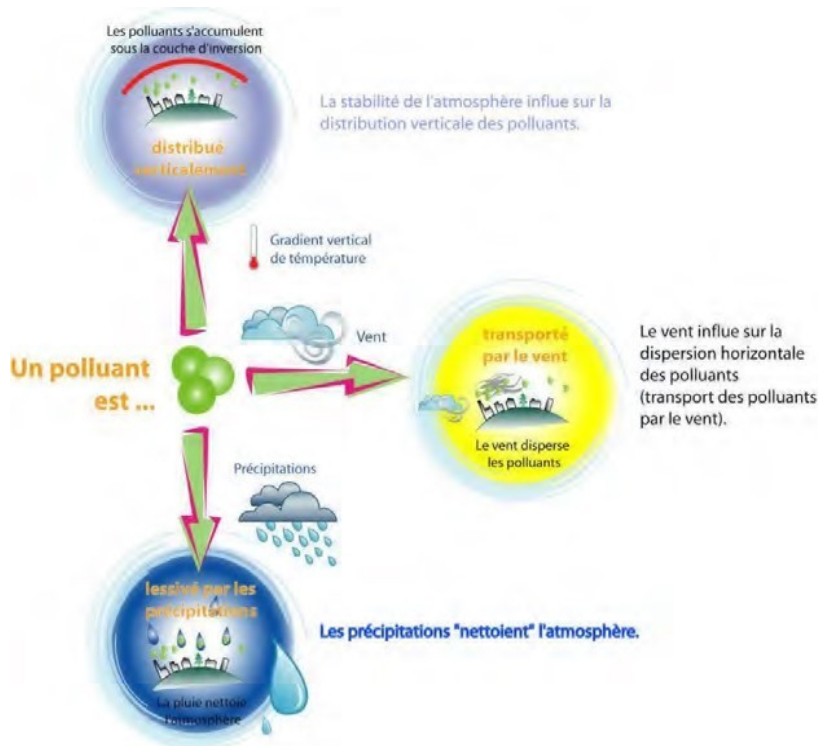 Les polluants s'accumulent
sous la couche d'inversion
distribué
verticalement
La stabilité de l'atmosphère influe sur la
distribution verticale des polluants.
Gradient vertical
de témpérature
Vent
Un polluant
est ...
transporté
par le vent
Le vent disperse
les polluants
Le vent influe sur la
dispersion horizontale
des polluants
(transport des polluants
par le vent).
Précipitations
lessivé par les
précipitations
La pluie nettoie
l'atmosphère
Les précipitations "nettoient" l'atmosphère.